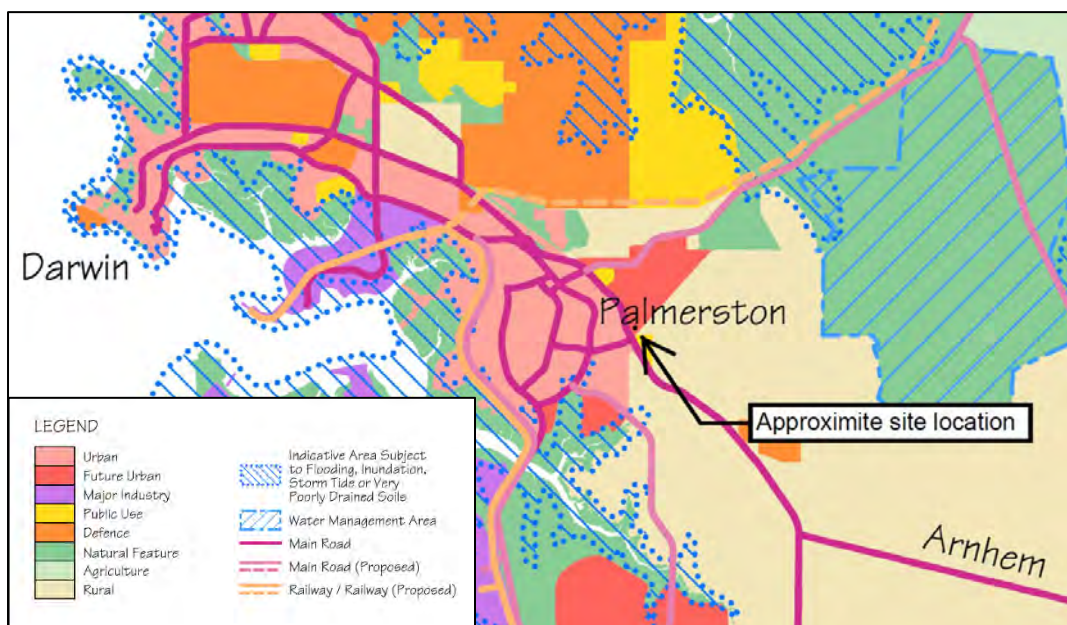 Darwin
Palmerston
Approximite site location
Arnhem
LEGEND
Urban
Future Urban
Major Industry
Public Use
Defence
Natural Feature
Agriculture
Rural
Indicative Area Subject
to Flooding, Inundation,
Storm Tide or Very
Poorly Drained Soils
Water Management Area
Main Road
Main Road (Proposed)
Railway / Railway (Proposed)